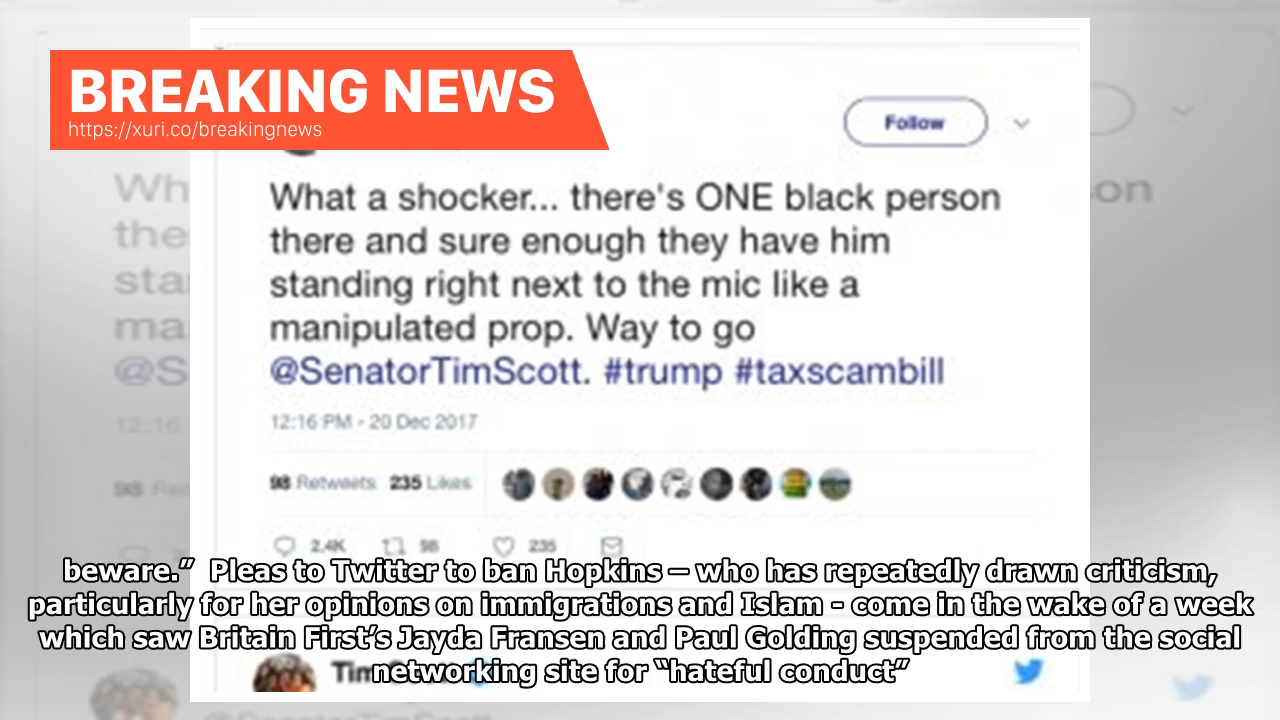 BREAKING NEWS
https://xuri.co/breakingnews
Follow
What a shocker... there's ONE black person
there and sure enough they have him
standing right next to the mic like a
manipulated prop. Way to go
@SenatorTimScott. #trump #taxscambill
12:16 PM - 20 Dec 2017
98 Retweets 235 Likes
2.4K 98 235
beware.” Pleas to Twitter to ban Hopkins – who has repeatedly drawn criticism,
particularly for her opinions on immigrations and Islam - come in the wake of a week
which saw Britain First’s Jayda Fransen and Paul Golding suspended from the social
networking site for “hateful conduct”
Tim
@SenatorTimScott